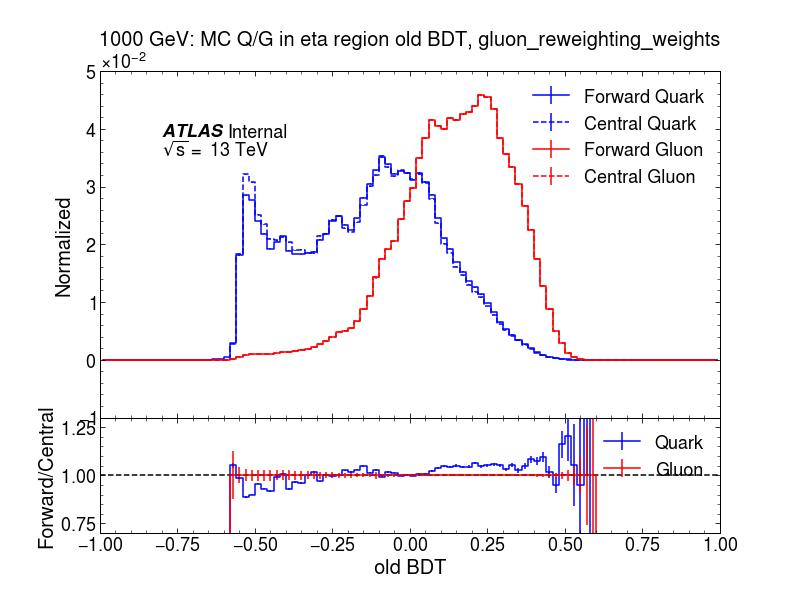 1000 GeV: MC Q/G in eta region old BDT, gluon_reweighting_weights
×10−2
5
4
3
2
1
0
−1
Normalized
ATLAS Internal
√s = 13 TeV
Forward Quark
Central Quark
Forward Gluon
Central Gluon
1.25
1.00
0.75
Forward/Central
Quark
Gluon
−1.00 −0.75 −0.50 −0.25 0.00 0.25 0.50 0.75 1.00
old BDT